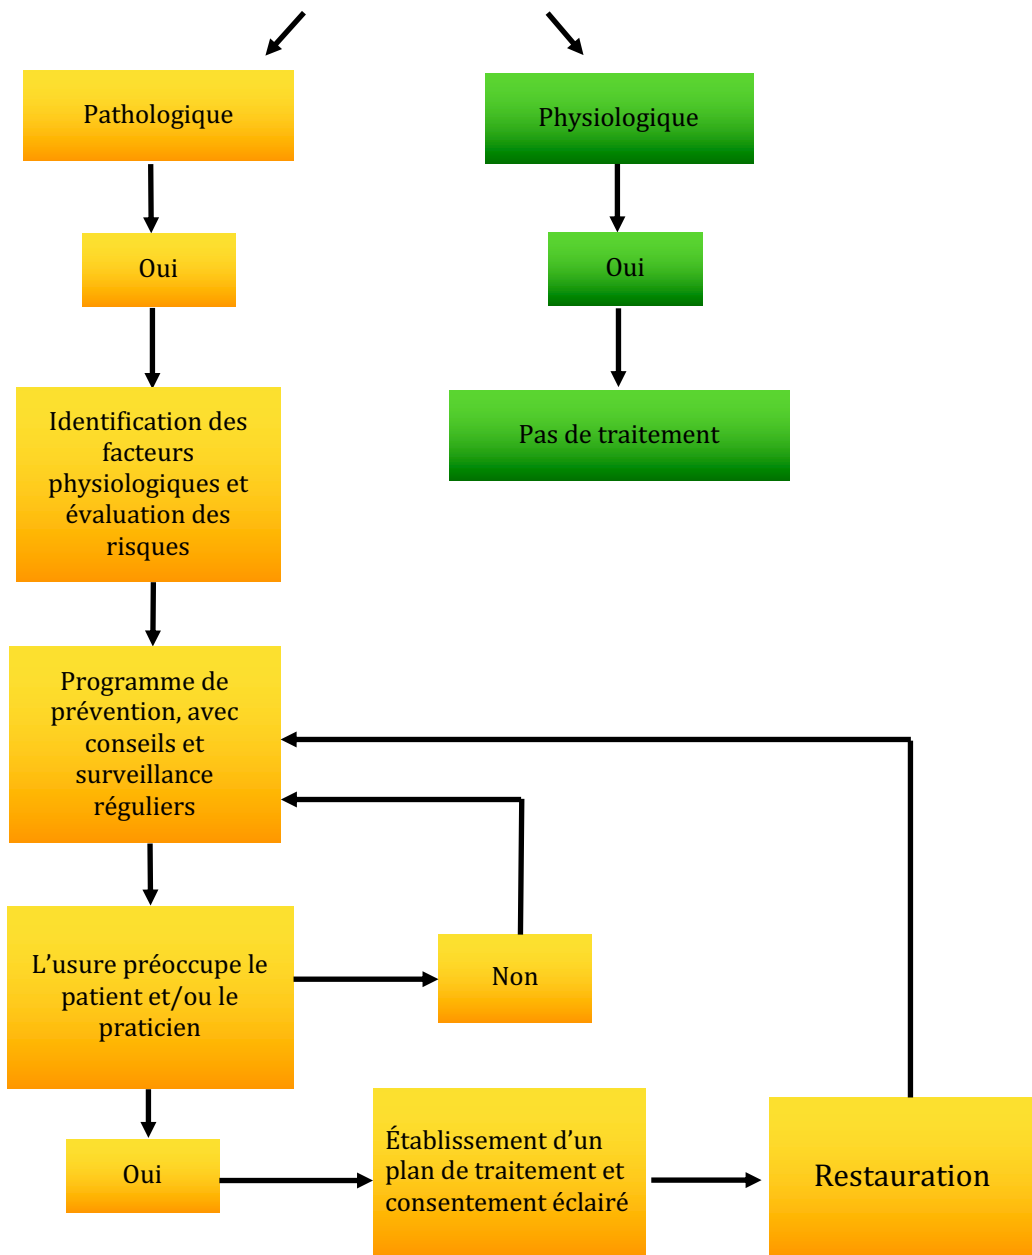 Pathologique
Physiologique
Oui
Oui
Identification des
facteurs
physiologiques et
évaluation des
risques
Pas de traitement
Programme de
prévention, avec
conseils et
surveillance
réguliers
L’usure préoccupe le
patient et/ou le
praticien
Non
Oui
Établissement d’un
plan de traitement et
consentement éclairé
Restauration